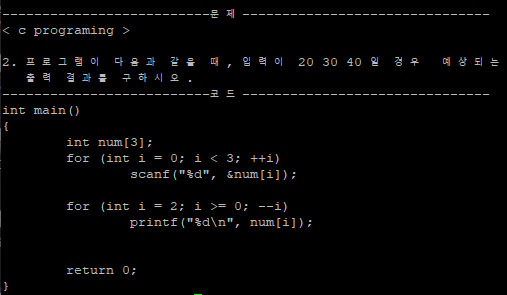 --------------------------문 제 -------------------------------
< c programing >
2. 프로그램이 다음과 같을 때, 입력이 20 30 40 일 경우 예상되는
출력 결과를 구하시오.
--------------------------코 드 -------------------------------
int main()
{
int num[3];
for (int i = 0; i < 3; ++i)
scanf("%d", &num[i]);
for (int i = 2; i >= 0; --i)
printf("%d\n", num[i]);
return 0;
}